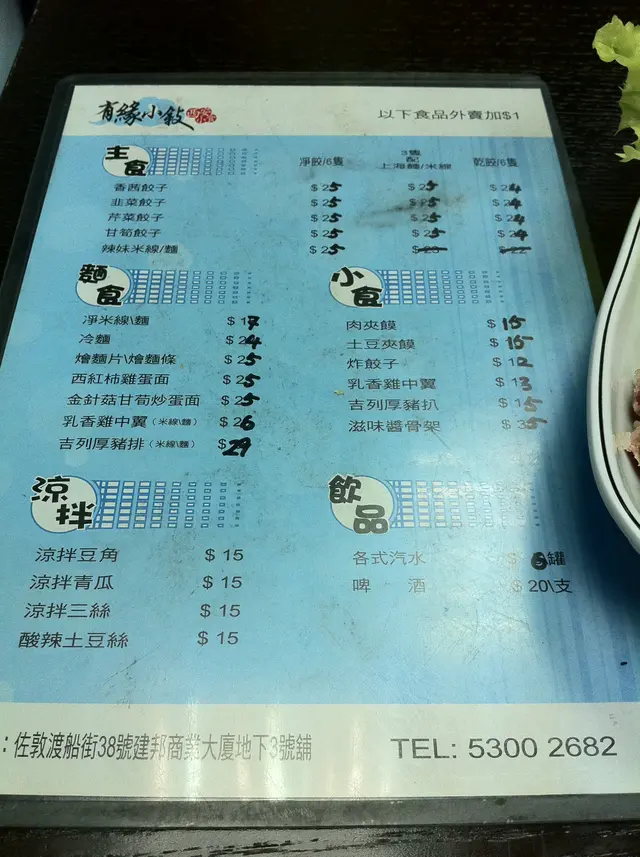 有緣小敍 西安小吃
以下食品外賣加$1
主食
淨餃/6隻 3隻配上海麵/米線 乾餃/6隻
香茜餃子 $25 $25 $24
韭菜餃子 $25 $25 $24
芹菜餃子 $25 $25 $24
甘筍餃子 $25 $25 $24
辣妹米線/麵 $25 $23 $22
麵食
淨米線\麵 $17
冷麵 $24
燴麵片\燴麵條 $25
西紅柿雞蛋面 $25
金針菇甘筍炒蛋面 $25
乳香雞中翼（米線\麵） $26
吉列厚豬排（米線\麵） $29
小食
肉夾饃 $15
土豆夾饃 $15
炸餃子 $12
乳香雞中翼 $13
吉列厚豬扒 $15
滋味醬骨架 $35
涼拌
涼拌豆角 $15
涼拌青瓜 $15
涼拌三絲 $15
酸辣土豆絲 $15
飲品
各式汽水 $6罐
啤酒 $20\支
：佐敦渡船街38號建邦商業大廈地下3號舖 TEL: 5300 2682